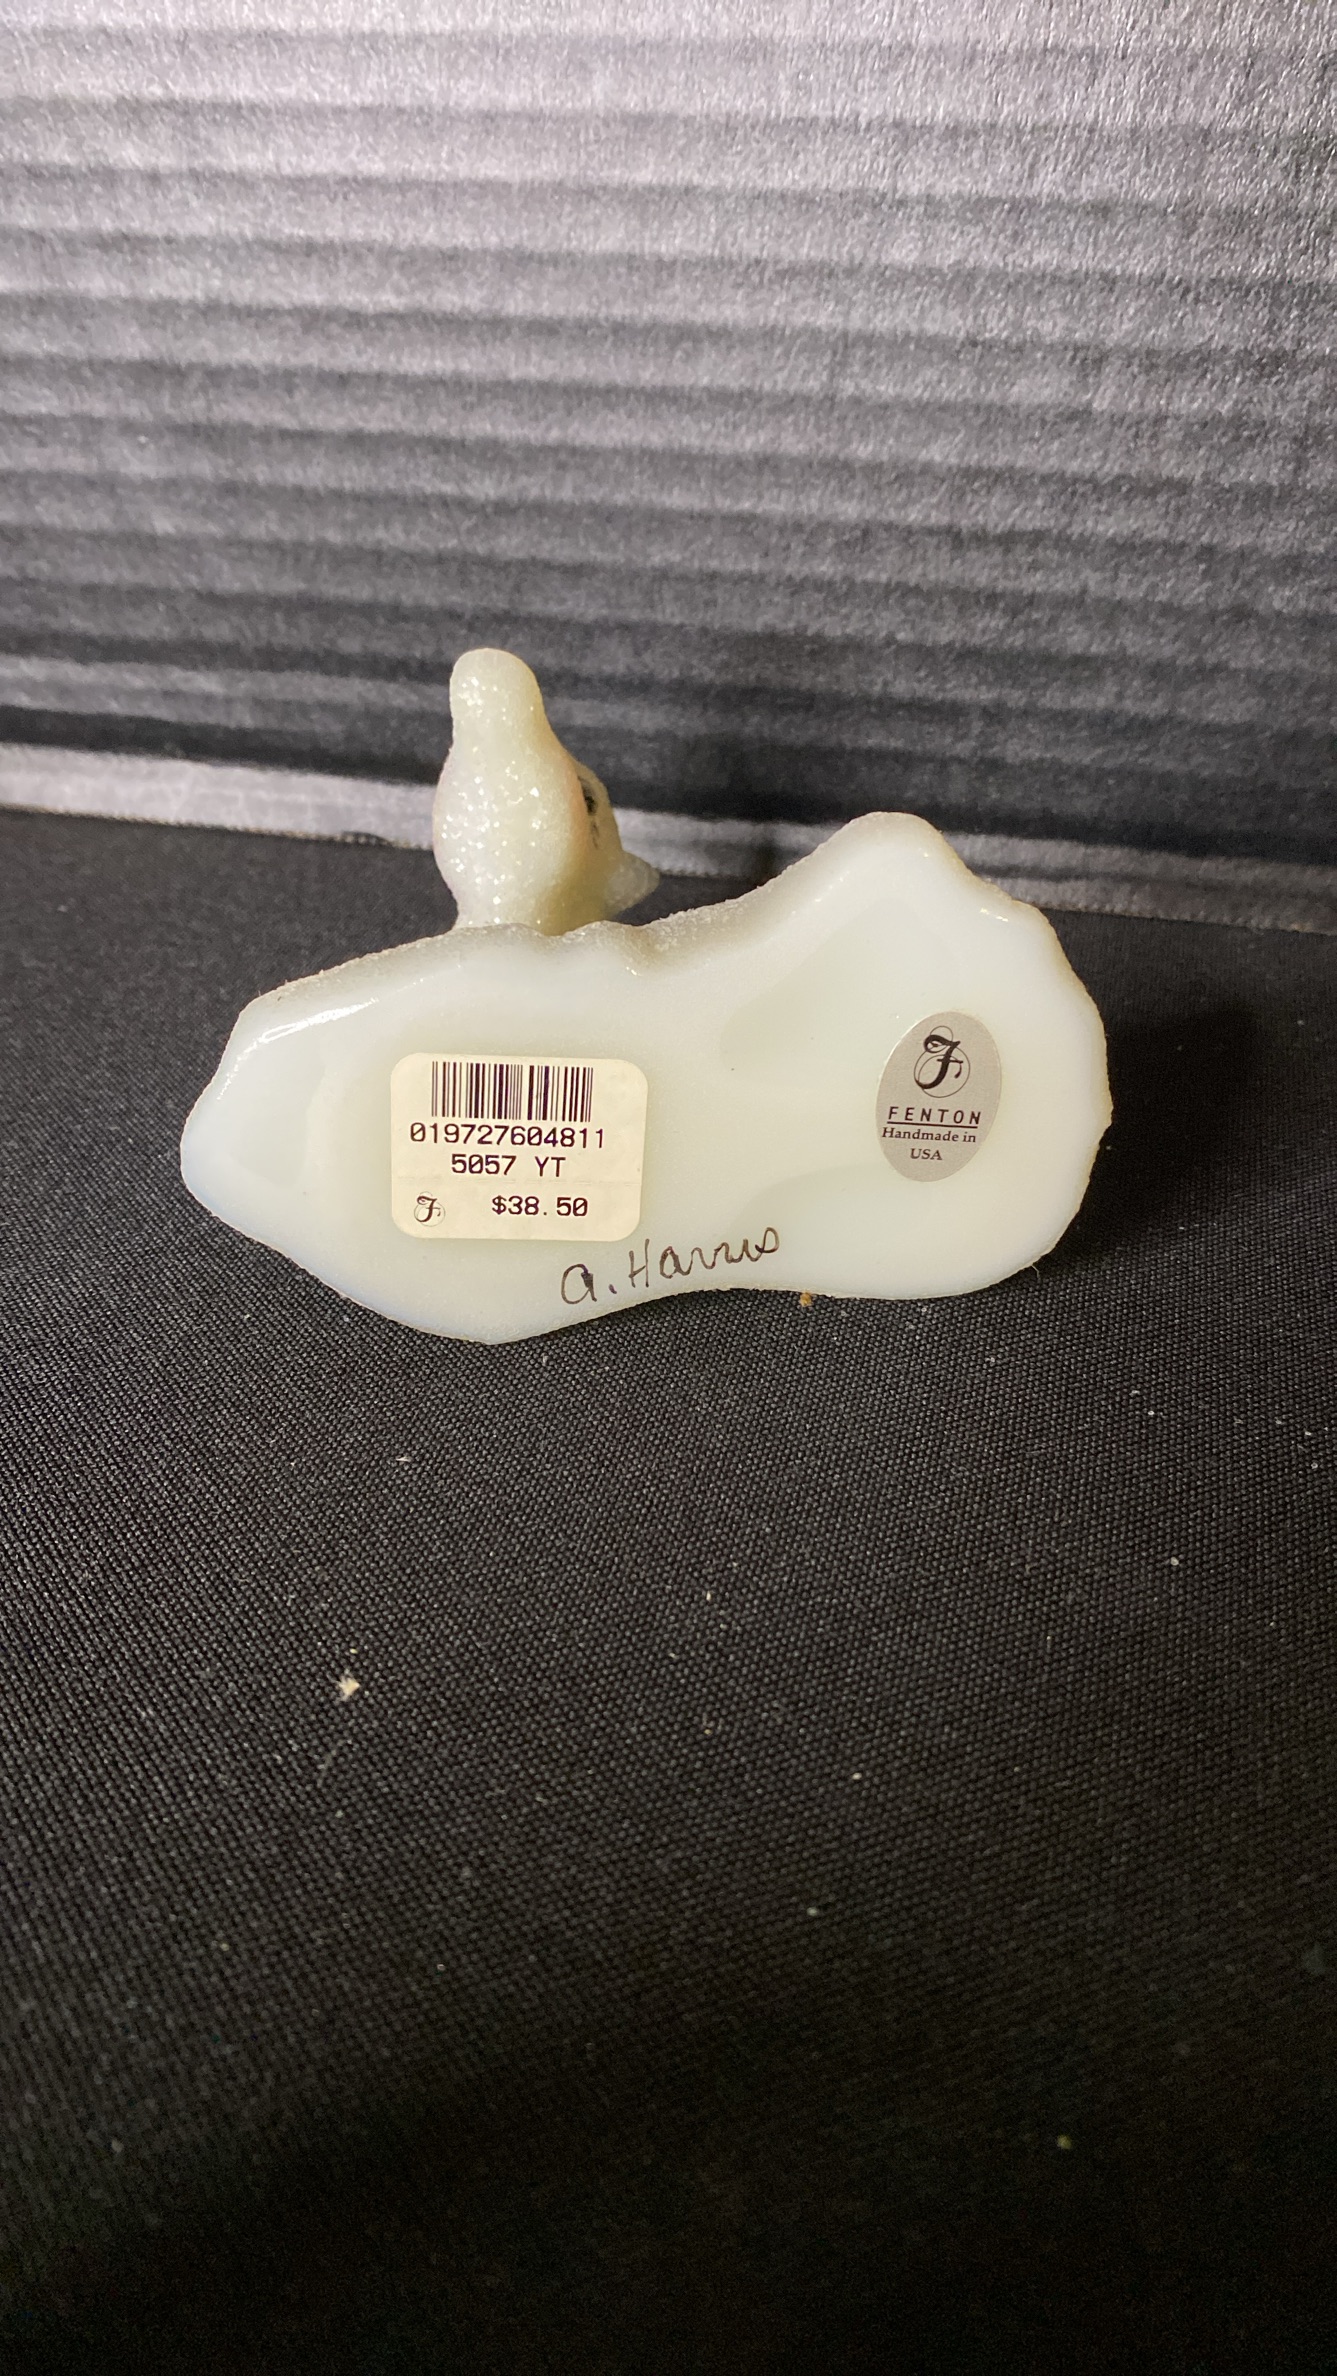 019727604811
5057 YT
F $38.50
F
FENTON
Handmade in
USA
a. Harris